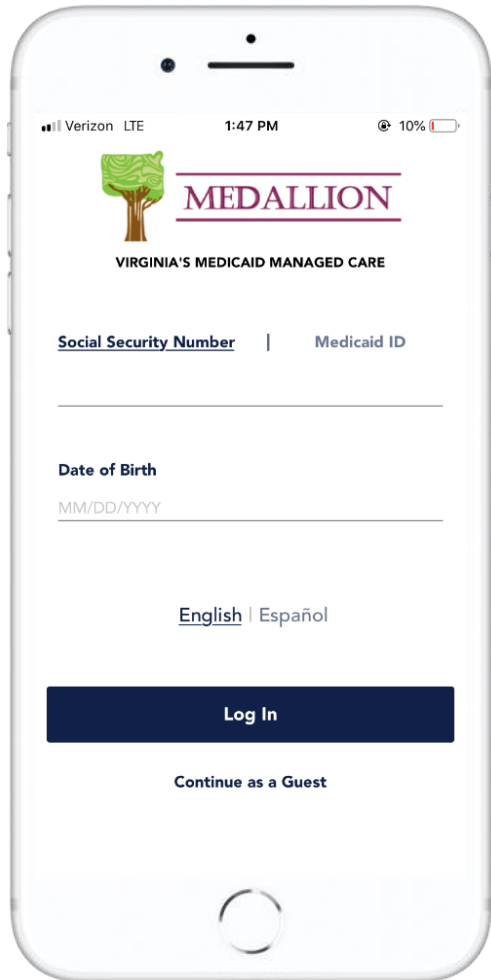 Verizon LTE 1:47 PM 10%
MEDALLION
VIRGINIA'S MEDICAID MANAGED CARE
Social Security Number | Medicaid ID
Date of Birth
MM/DD/YYYY
English | Español
Log In
Continue as a Guest